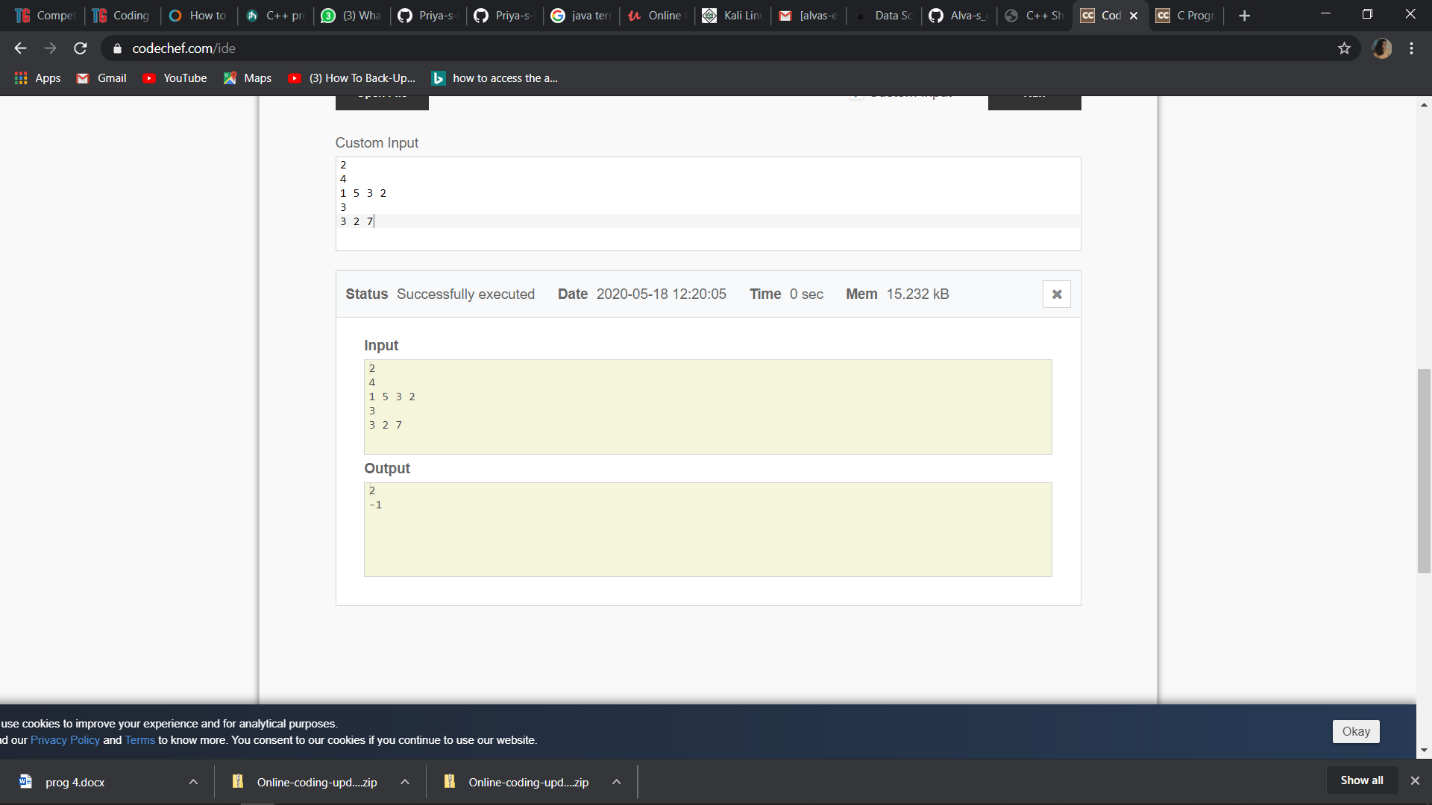 Compet
Coding
How to
C++ pr
(3) Wha
Priya-s
Priya-s-
java ter
Online
Kali Lin
[alvas-e
Data Sc
Alva-s_
C++ Sh
Cod
C Progr
codechef.com/ide
Apps
Gmail
YouTube
Maps
(3) How To Back-Up...
how to access the a...
Custom Input
2
4
1 5 3 2
3
3 2 7
Status Successfully executed Date 2020-05-18 12:20:05 Time 0 sec Mem 15.232 kB
Input
2
4
1 5 3 2
3
3 2 7
Output
2
-1
use cookies to improve your experience and for analytical purposes.
nd our Privacy Policy and Terms to know more. You consent to our cookies if you continue to use our website.
Okay
prog 4.docx
Online-coding-upd....zip
Online-coding-upd....zip
Show all